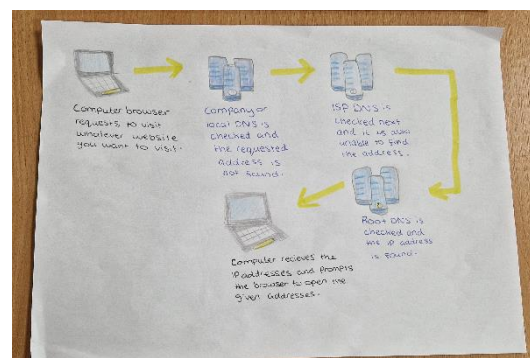 Computer browser
requests to visit
whatever website
you want to visit.
Company or
local DNS is
checked and
the requested
address is
not found.
ISP DNS is
checked next
and it is also
unable to find
the address.
Root DNS is
checked and
the IP address
is found.
Computer recieves the
IP addresses and prompts
the browser to open the
given addresses.